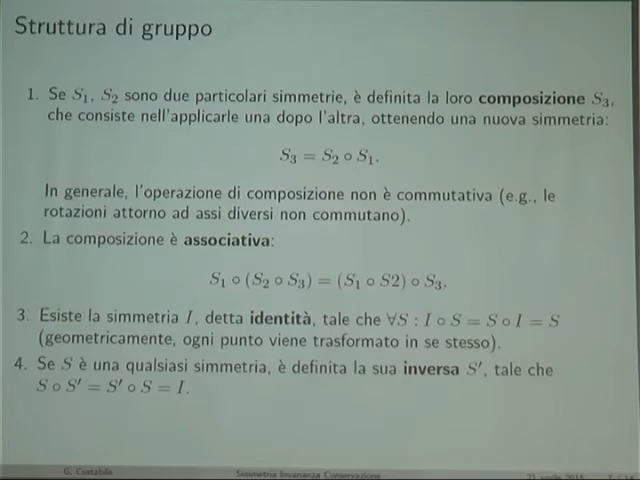 Struttura di gruppo
1. Se S₁, S₂ sono due particolari simmetrie, è definita la loro composizione S₃,
che consiste nell'applicarle una dopo l'altra, ottenendo una nuova simmetria:
S₃ = S₂ ∘ S₁.
In generale, l'operazione di composizione non è commutativa (e.g., le
rotazioni attorno ad assi diversi non commutano).
2. La composizione è associativa:
S₁ ∘ (S₂ ∘ S₃) = (S₁ ∘ S2) ∘ S₃.
3. Esiste la simmetria I, detta identità, tale che ∀S : I ∘ S = S ∘ I = S
(geometricamente, ogni punto viene trasformato in se stesso).
4. Se S è una qualsiasi simmetria, è definita la sua inversa S′, tale che
S ∘ S′ = S′ ∘ S = I.
G. Costabile Simmetria Invarianza Conservazione 21 aprile 2015